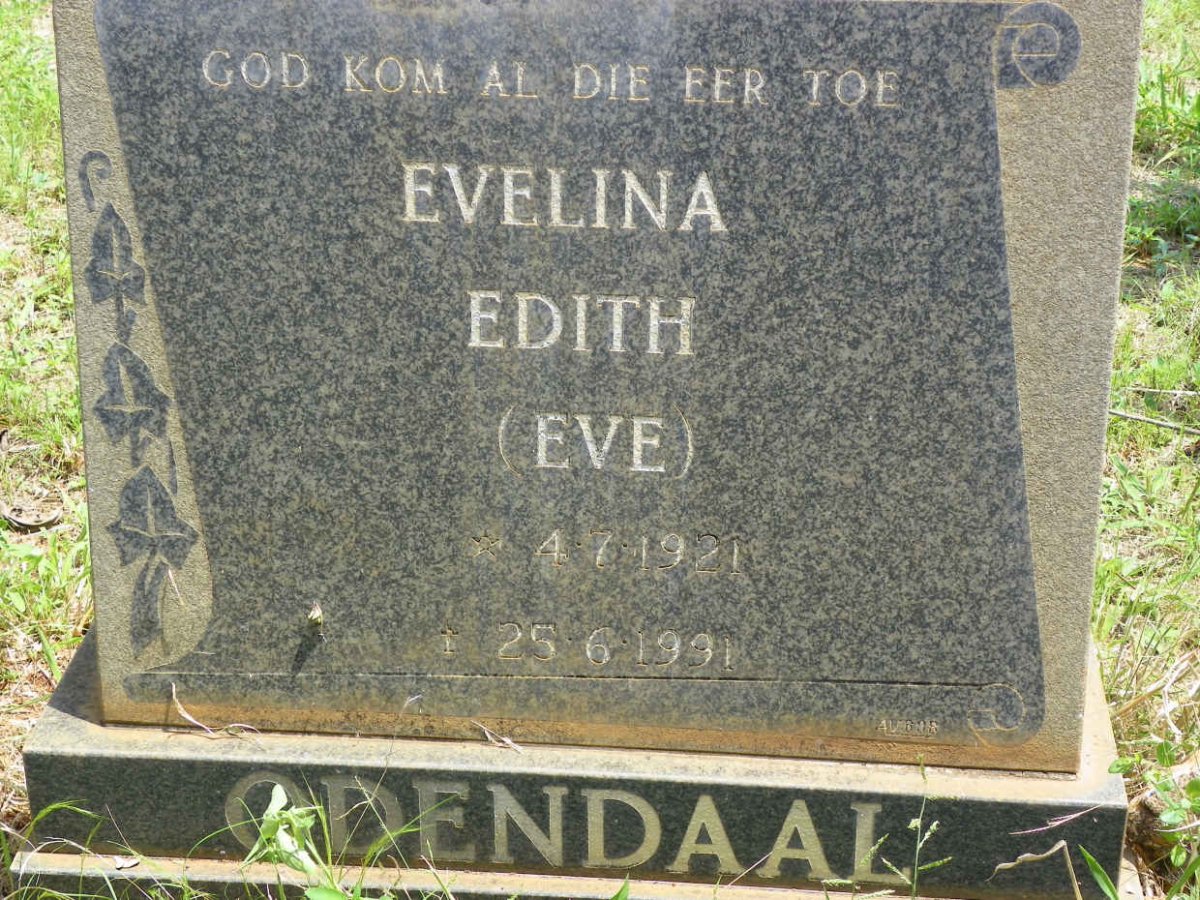 GOD KOM AL DIE EER TOE
EVELINA
EDITH
(EVE)
* 4·7·1921
† 25·6·1991
ODENDAAL